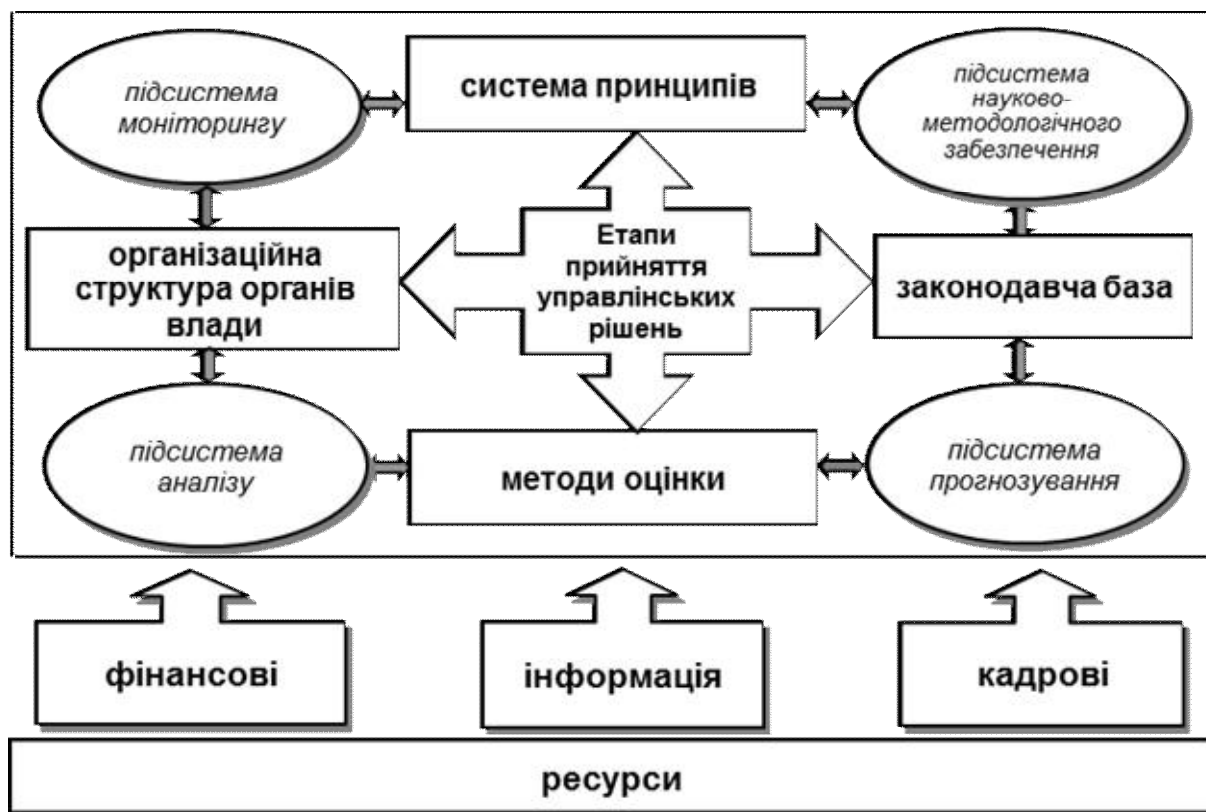 підсистема
моніторингу
система принципів
підсистема
науково-
методологічного
забезпечення
організаційна
структура органів
влади
Етапи
прийняття
управлінських
рішень
законодавча база
підсистема
аналізу
методи оцінки
підсистема
прогнозування
фінансові
інформація
кадрові
ресурси